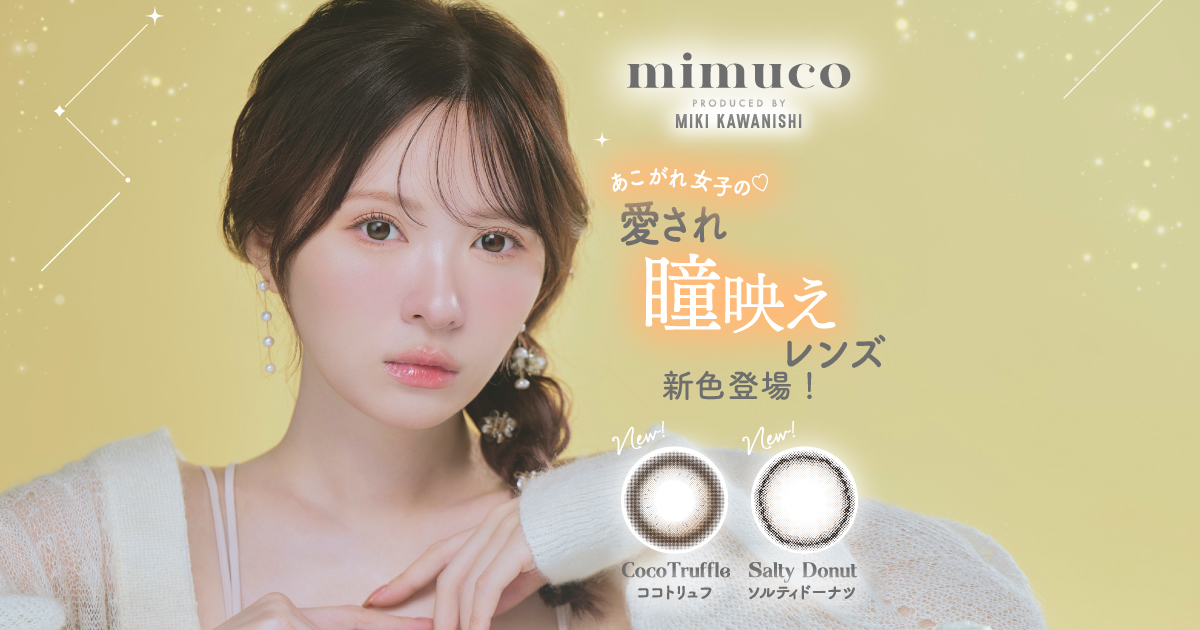 mimuco
PRODUCED BY
MIKI KAWANISHI
あこがれ女子の♡
愛され
瞳映え
レンズ
新色登場！
New!
New!
CocoTruffle
ココトリュフ
Salty Donut
ソルティドーナツ